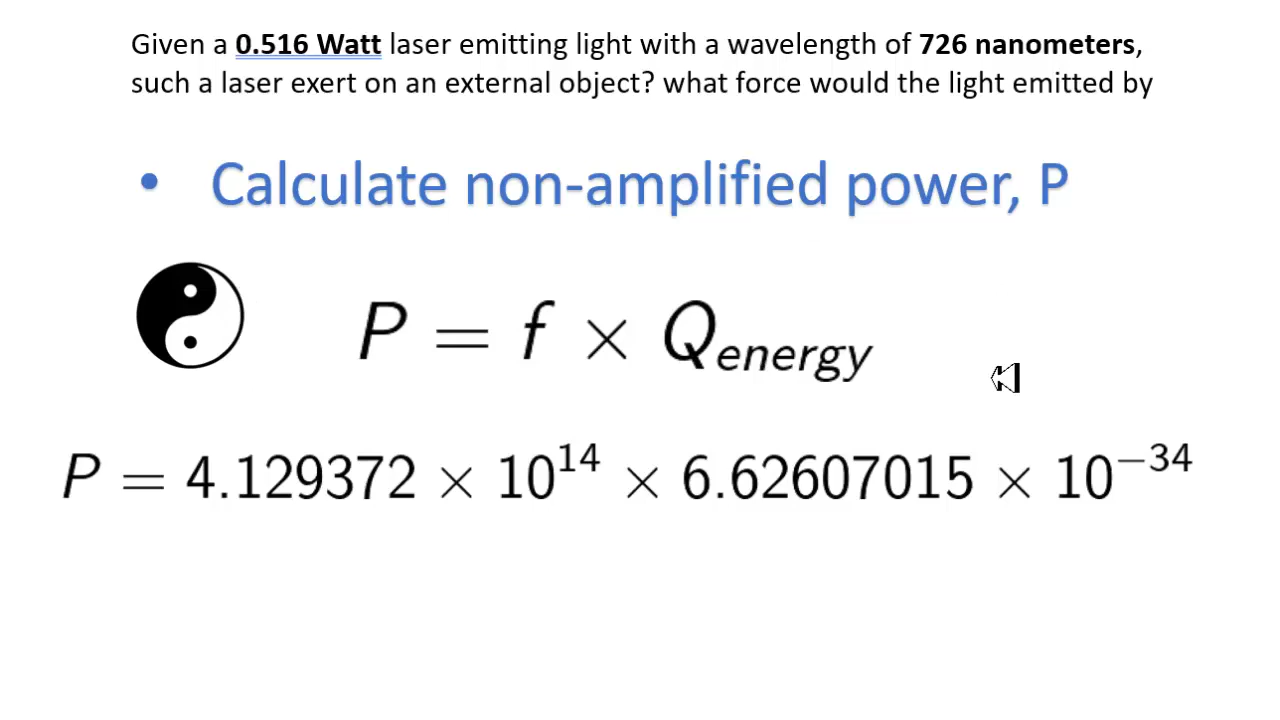 Given a 0.516 Watt laser emitting light with a wavelength of 726 nanometers,
such a laser exert on an external object? what force would the light emitted by
• Calculate non-amplified power, P
P = f × Q_energy
P = 4.129372 × 10^14 × 6.62607015 × 10^−34